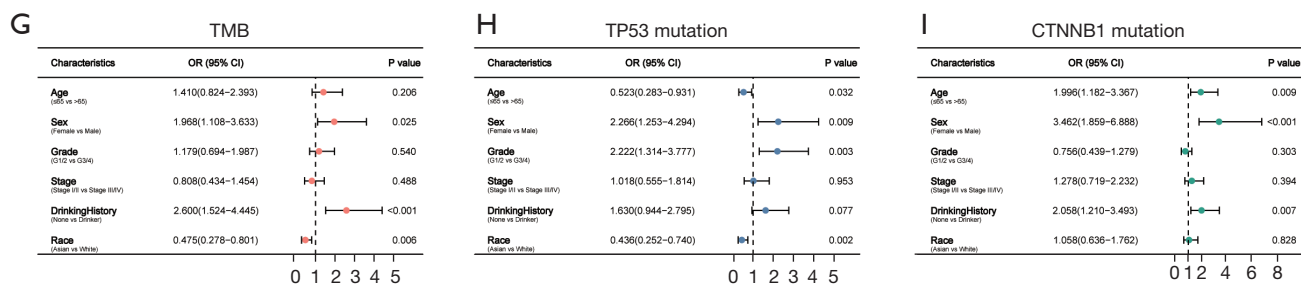 G TMB
Characteristics OR (95% CI) P value
Age 1.410(0.824−2.393) 0.206
(≤65 vs >65)
Sex 1.968(1.108−3.633) 0.025
(Female vs Male)
Grade 1.179(0.694−1.987) 0.540
(G1/2 vs G3/4)
Stage 0.808(0.434−1.454) 0.488
(Stage I/II vs Stage III/IV)
DrinkingHistory 2.600(1.524−4.445) <0.001
(None vs Drinker)
Race 0.475(0.278−0.801) 0.006
(Asian vs White)
0 1 2 3 4 5
H TP53 mutation
Characteristics OR (95% CI) P value
Age 0.523(0.283−0.931) 0.032
(≤65 vs >65)
Sex 2.266(1.253−4.294) 0.009
(Female vs Male)
Grade 2.222(1.314−3.777) 0.003
(G1/2 vs G3/4)
Stage 1.018(0.555−1.814) 0.953
(Stage I/II vs Stage III/IV)
DrinkingHistory 1.630(0.944−2.795) 0.077
(None vs Drinker)
Race 0.436(0.252−0.740) 0.002
(Asian vs White)
0 1 2 3 4 5
I CTNNB1 mutation
Characteristics OR (95% CI) P value
Age 1.996(1.182−3.367) 0.009
(≤65 vs >65)
Sex 3.462(1.859−6.888) <0.001
(Female vs Male)
Grade 0.756(0.439−1.279) 0.303
(G1/2 vs G3/4)
Stage 1.278(0.719−2.232) 0.394
(Stage I/II vs Stage III/IV)
DrinkingHistory 2.058(1.210−3.493) 0.007
(None vs Drinker)
Race 1.058(0.636−1.762) 0.828
(Asian vs White)
0 1 2 4 6 8